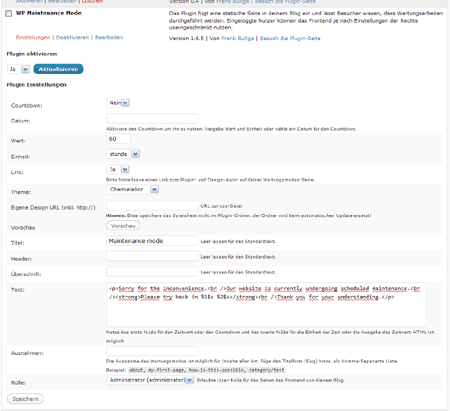 Aktivieren | Bearbeiten | Löschen Version 0.4 | Von Frank Bültge | Besuch die Plugin-Seite
WP Maintenance Mode Das Plugin fügt eine statische Seite in deinem Blog ein und lässt Besucher wissen, dass Wartungsarbeiten
durchgeführt werden. Eingeloggte Nutzer können das Frontend je nach Einstellungen der Rechte
uneingeschränkt nutzen.
Einstellungen | Deaktivieren | Bearbeiten Version 1.6.5 | Von Frank Bültge | Besuch die Plugin-Seite
Plugin aktivieren
Ja Aktualisieren
Plugin Einstellungen
Countdown: Nein
Datum:
Aktiviere den Countdown um ihn zu nutzen. Vergebe Wert und Einheit oder wähle ein Datum für den Countdown.
Wert: 60
Einheit: stunde
Link: Ja
Bitte hinterlasse einen Link zum Plugin- und Design-Autor auf deiner Wartungsmodus-Seite.
Theme: Chemielabor
Eigene Design URL (inkl. http://) URL zur css-Datei
Hinweis: Bitte speichere das Stylesheet nicht im Plugin-Ordner, der Ordner wird beim automatischen Update ersetzt!
Vorschau Vorschau
Titel: Maintenance mode Leer lassen für den Standardtext.
Header: Leer lassen für den Standardtext.
Überschrift: Leer lassen für den Standardtext.
Text: <p>Sorry for the inconvenience.<br />Our website is currently undergoing scheduled maintenance.<br
/><strong>Please try back in %1$s %2$s</strong><br />Thank you for your understanding.</p>
Nutze das erste %1$s für den Zeitwert oder den Countdown und das zweite %2$s für die Einheit der Zeit oder die Ausgabe des Zeitwert. HTML ist
möglich
Ausnahmen:
Die Ausnahme des Wartungsmodus ist möglich für Inhalte aller Art. Füge den Titelform (Slug) hinzu, als Komma-Separierte Liste.
Beispiel: about, my-first-page, how-is-this-possible, category/test
Rolle: Administrator (administrator) Erlaubte User-Rolle für das Sehen des Frontend von diesem Blog.
Speichern